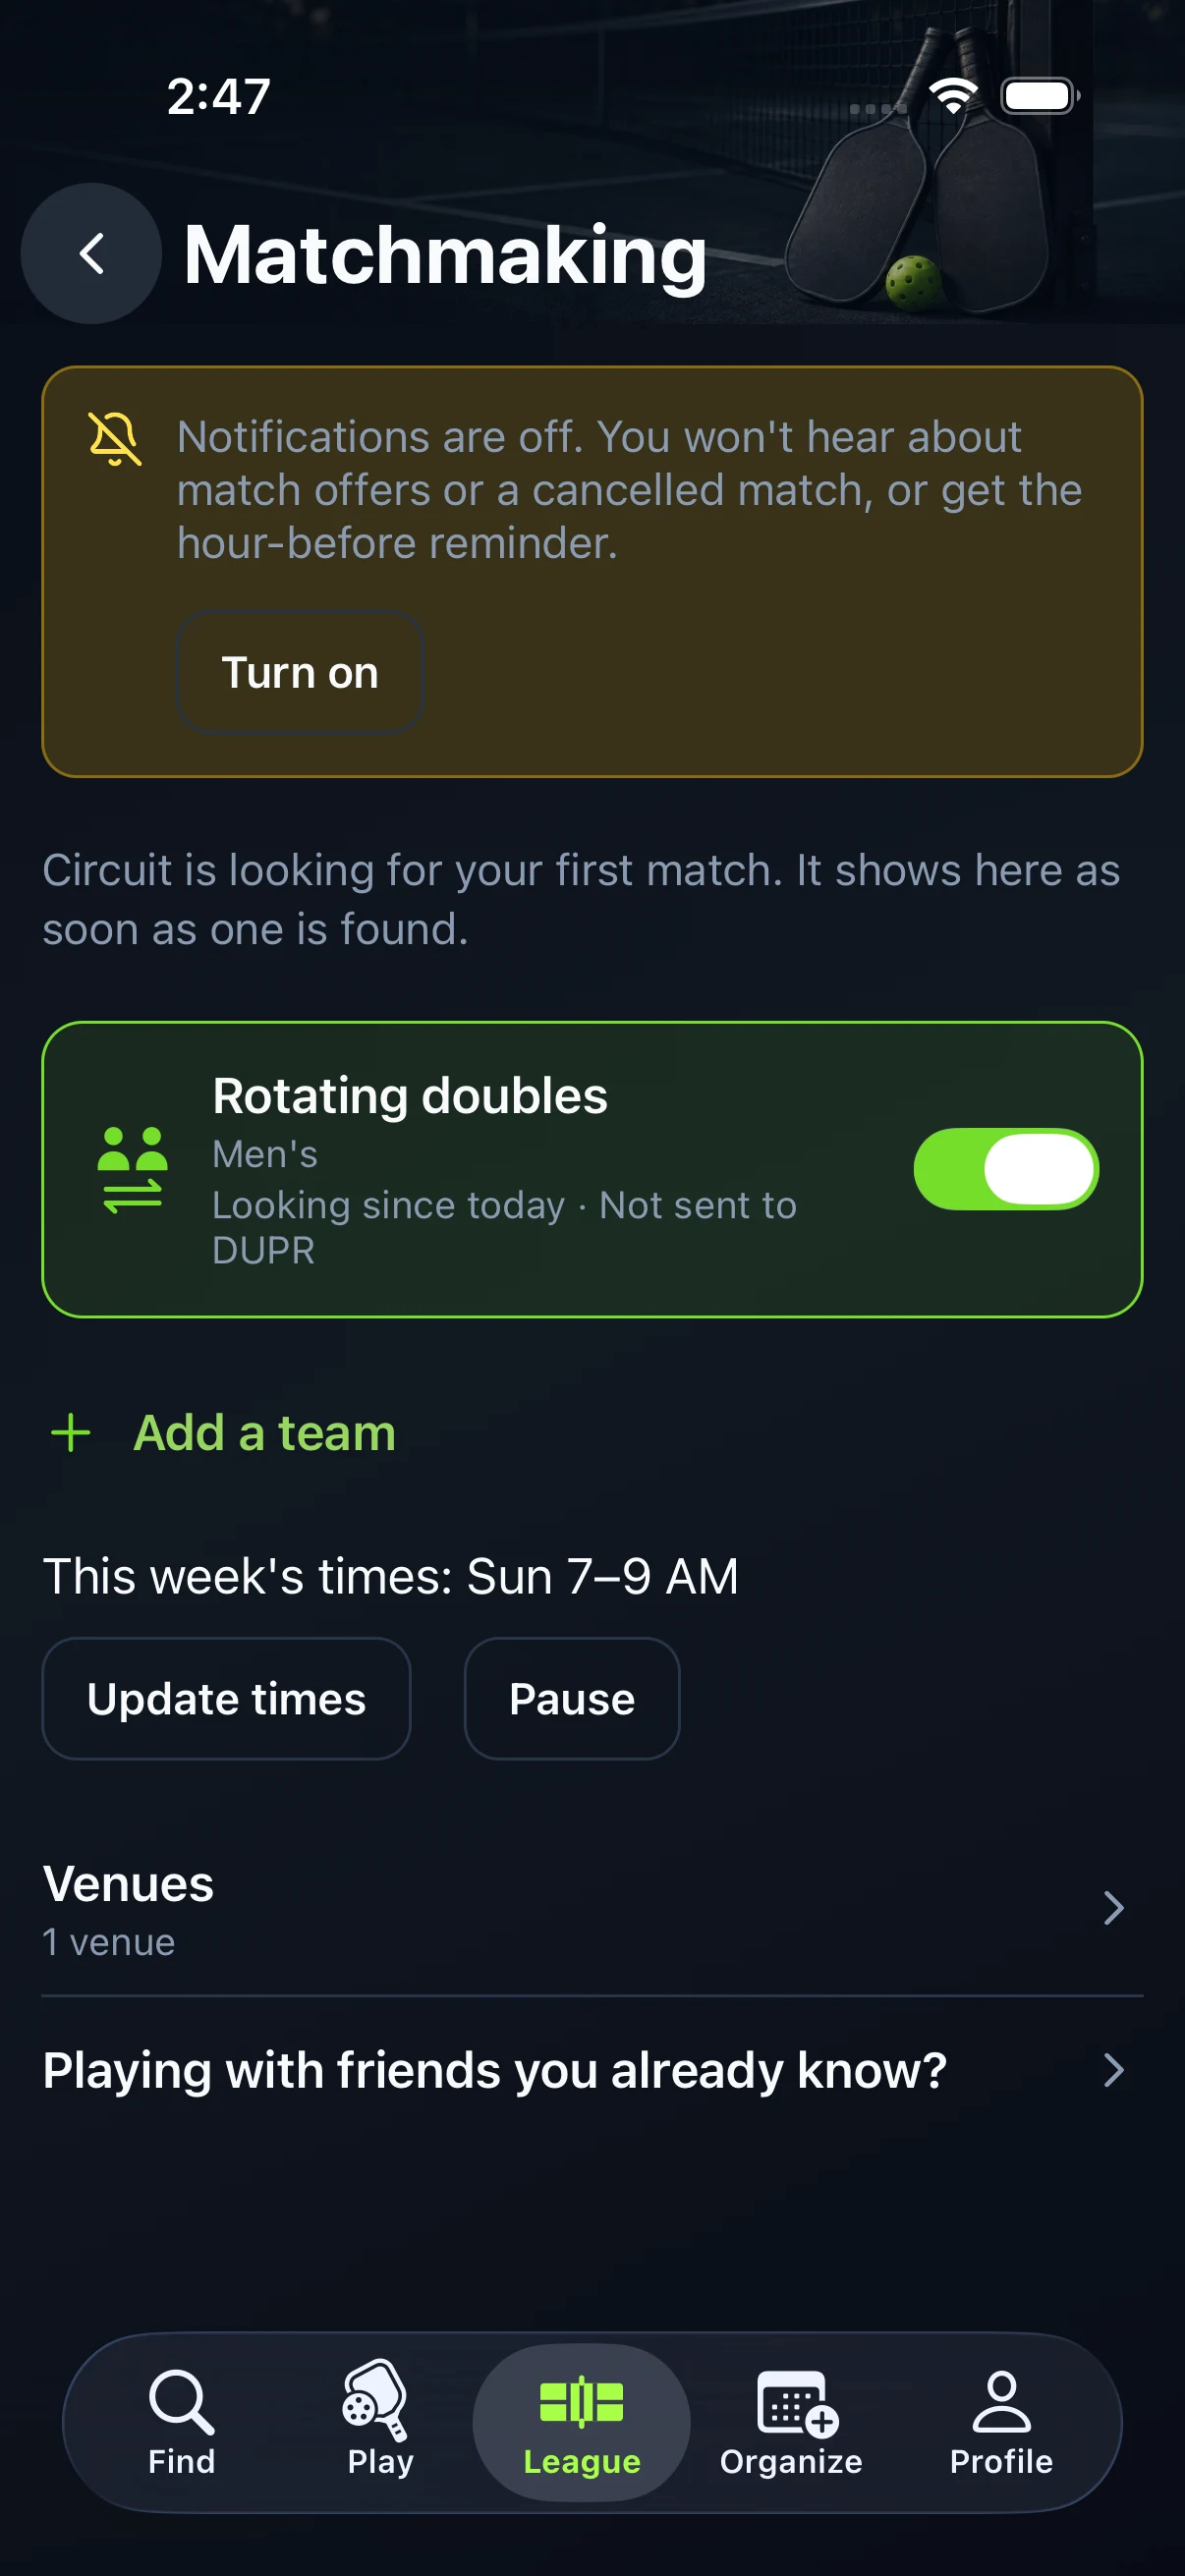 2:47
Matchmaking
Notifications are off. You won't hear about
match offers or a cancelled match, or get the
hour-before reminder.
Turn on
Circuit is looking for your first match. It shows here as
soon as one is found.
Rotating doubles
Men's
Looking since today · Not sent to
DUPR
Add a team
This week's times: Sun 7–9 AM
Update times
Pause
Venues
1 venue
Playing with friends you already know?
Find
Play
League
Organize
Profile